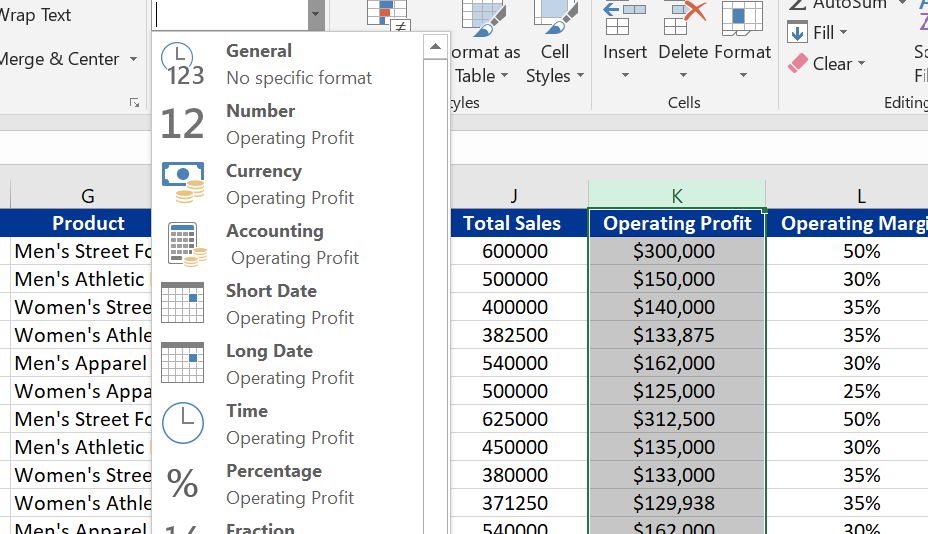 Wrap Text
AutoSum
Merge & Center
ormat as
Table
Cell
Styles
Insert
Delete
Format
Fill
Clear
yles
Cells
Editing
General
No specific format
Number
Operating Profit
Currency
Operating Profit
Accounting
Operating Profit
Short Date
Operating Profit
Long Date
Operating Profit
Time
Operating Profit
Percentage
Operating Profit
Fraction
123
12
%
G J K L
Product Total Sales Operating Profit Operating Margi
Men's Street Fo 600000 $300,000 50%
Men's Athletic 500000 $150,000 30%
Women's Stree 400000 $140,000 35%
Women's Athle 382500 $133,875 35%
Men's Apparel 540000 $162,000 30%
Women's Appa 500000 $125,000 25%
Men's Street Fo 625000 $312,500 50%
Men's Athletic 450000 $135,000 30%
Women's Stree 380000 $133,000 35%
Women's Athle 371250 $129,938 35%
Men's Apparel 540000 $162,000 30%